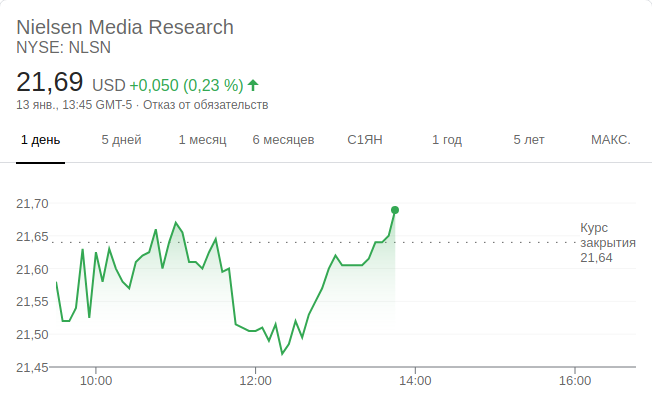 Nielsen Media Research
NYSE: NLSN
21,69 USD +0,050 (0,23 %)
13 янв., 13:45 GMT-5 · Отказ от обязательств
1 день 5 дней 1 месяц 6 месяцев С1ЯН 1 год 5 лет МАКС.
21,70
21,65
21,60
21,55
21,50
21,45
Курс
закрытия
21,64
10:00 12:00 14:00 16:00